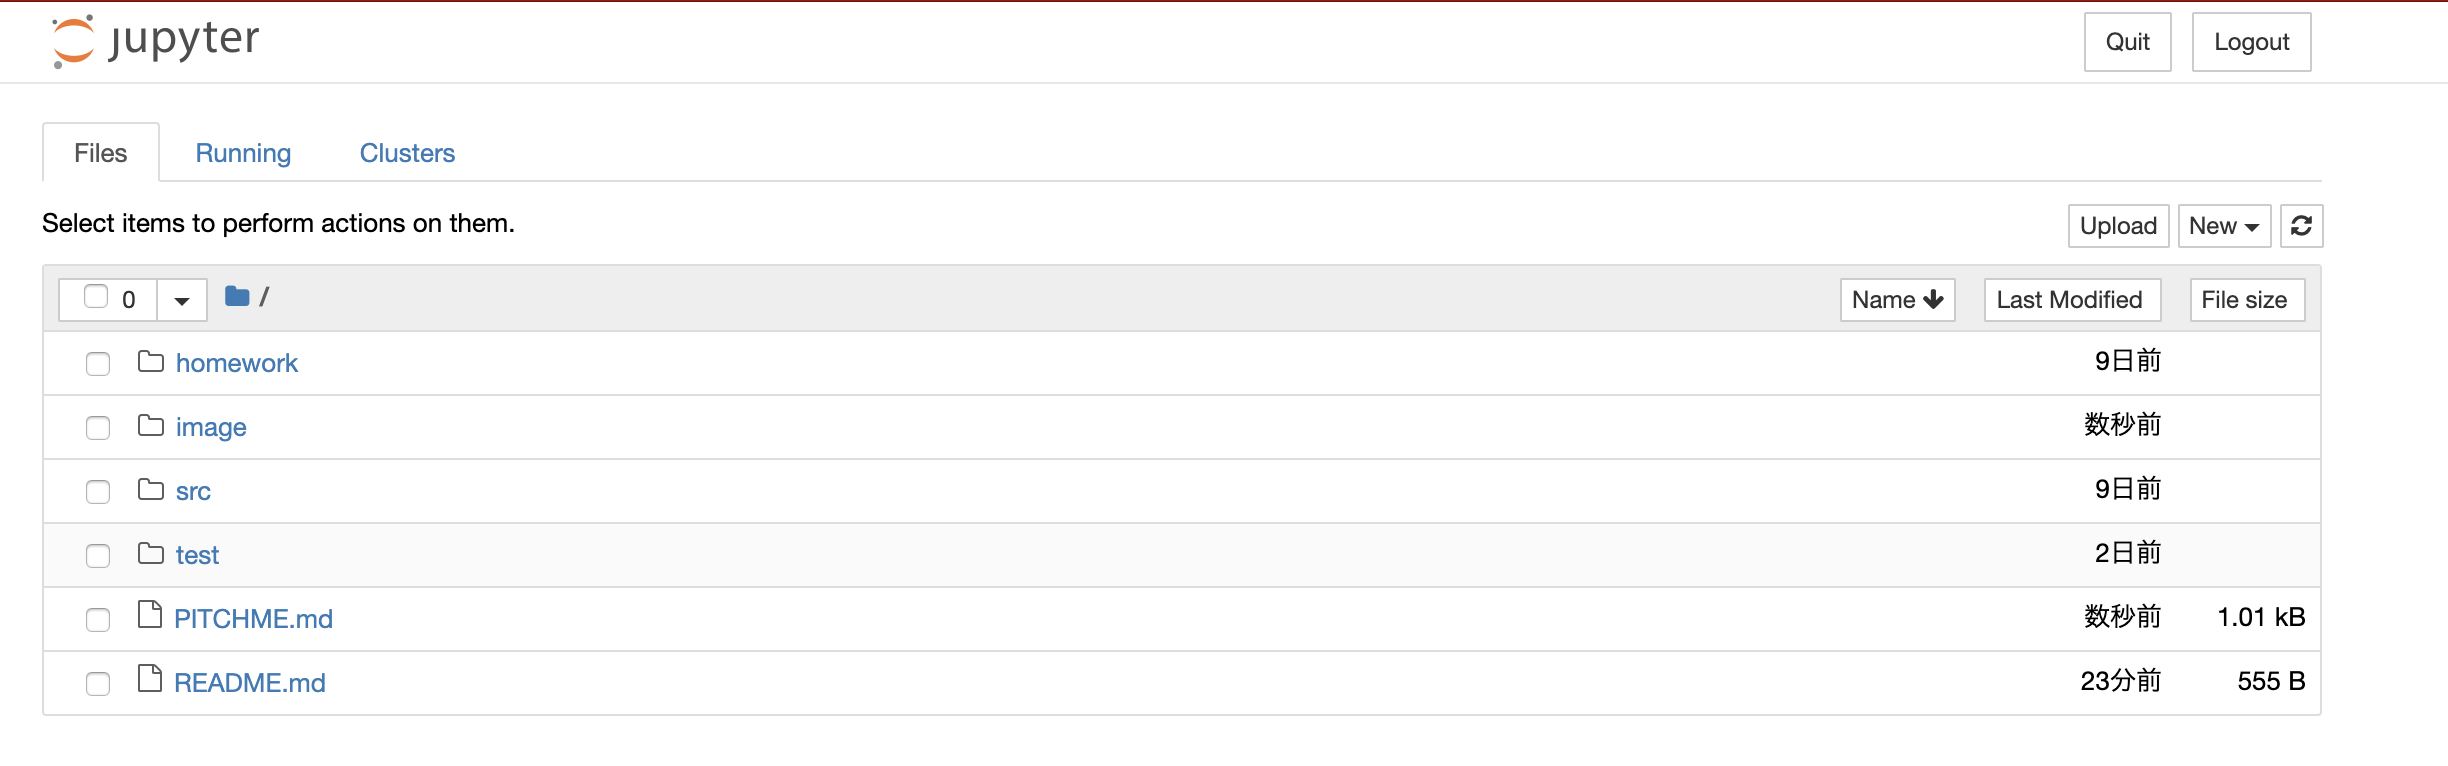 jupyter Quit Logout
Files Running Clusters
Select items to perform actions on them. Upload New
0 / Name Last Modified File size
homework 9日前
image 数秒前
src 9日前
test 2日前
PITCHME.md 数秒前 1.01 kB
README.md 23分前 555 B